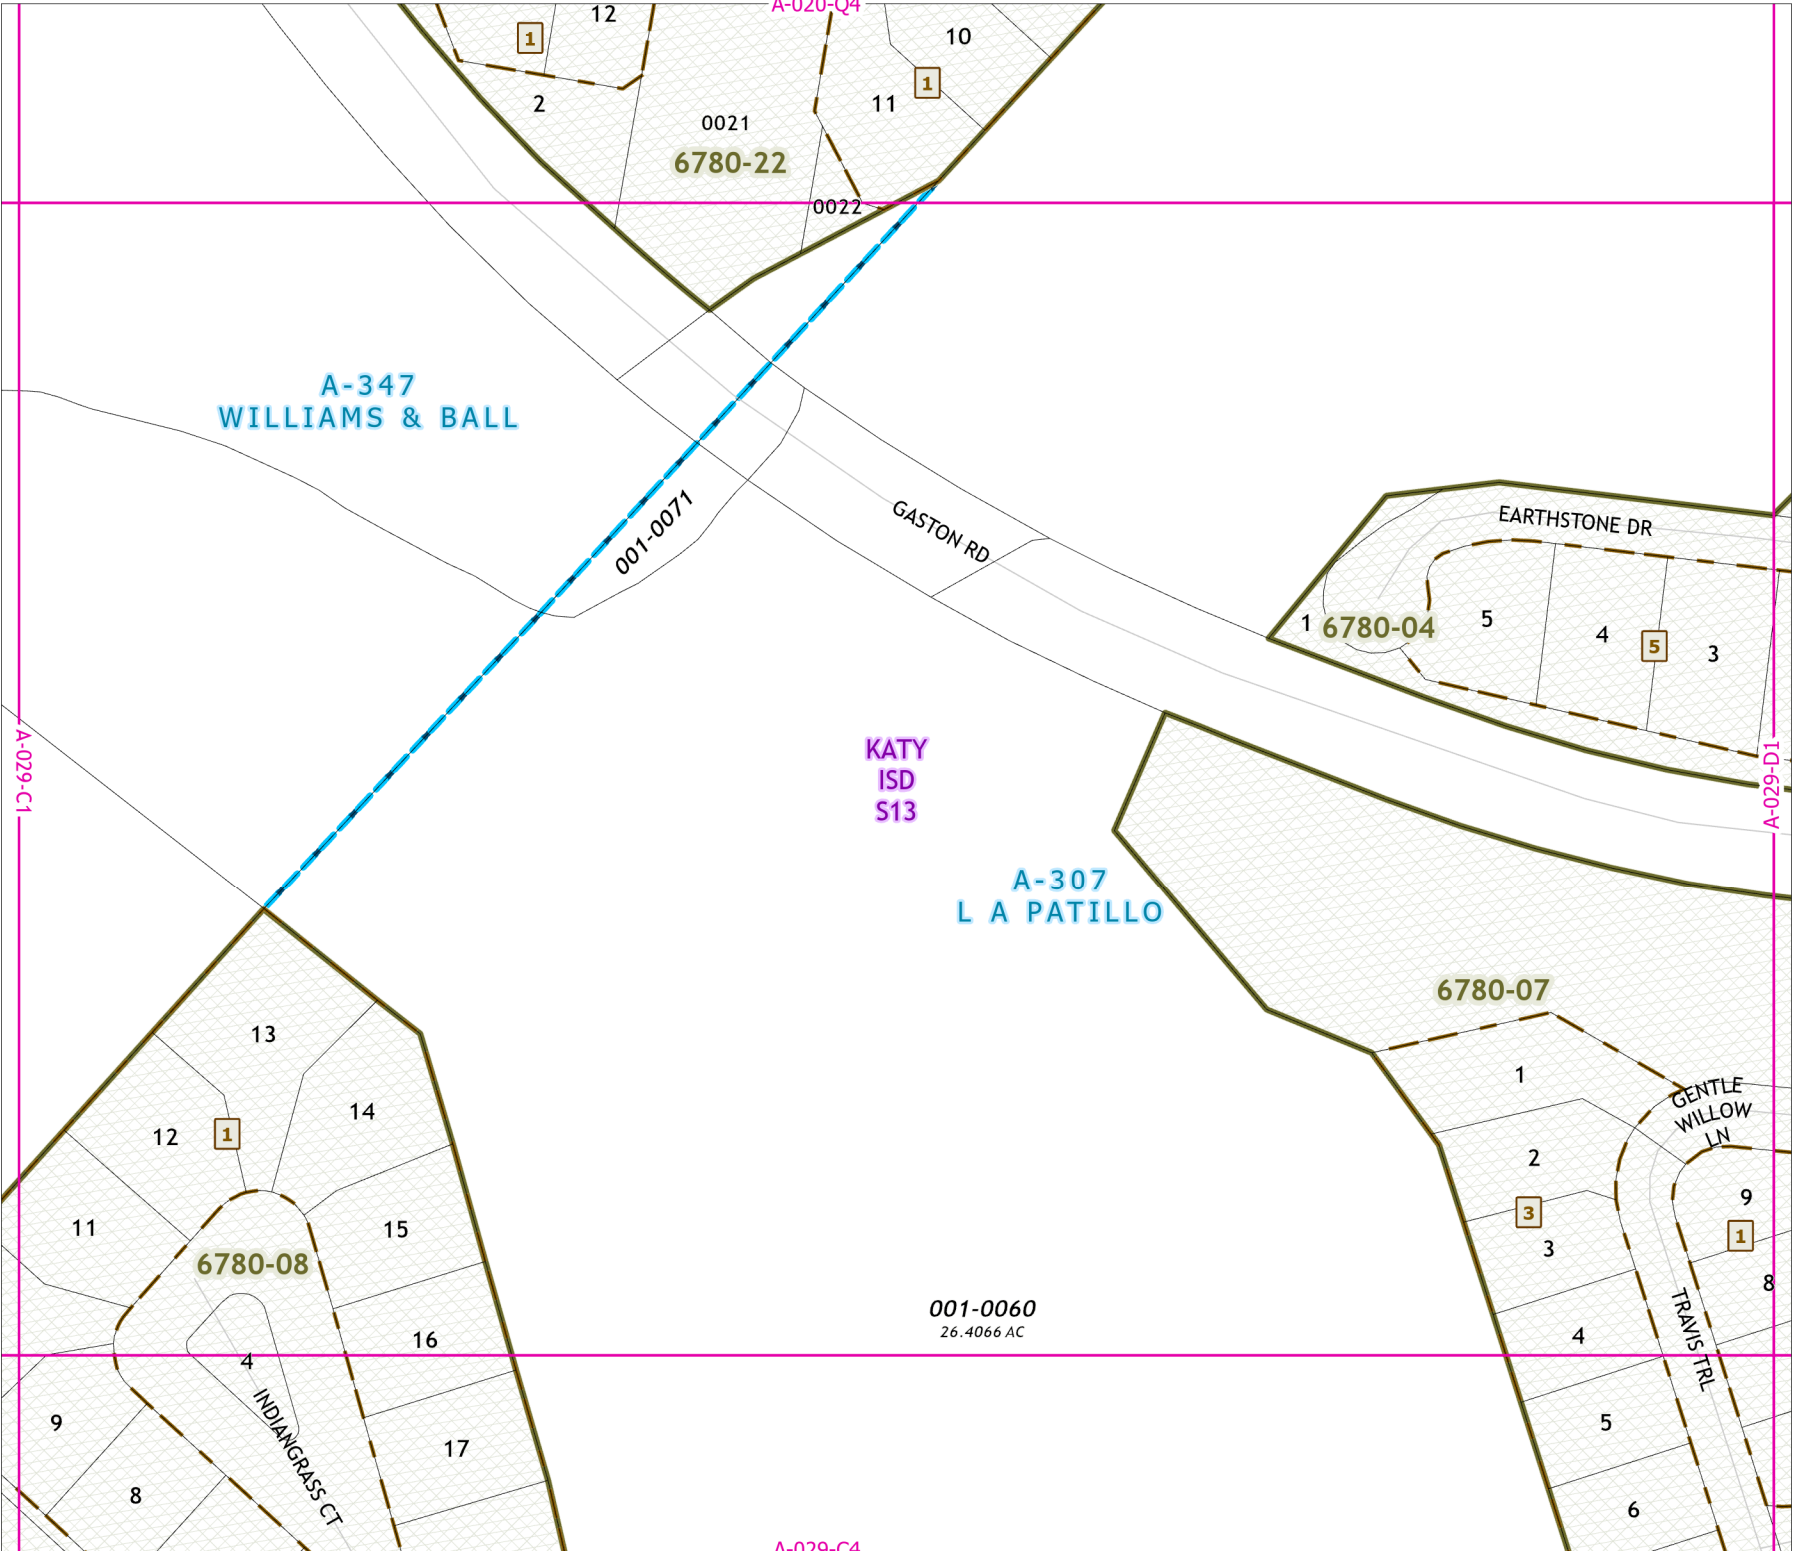 A-020-Q4
12
1
10
1
2
11
0021
6780-22
0022
A-347
WILLIAMS & BALL
001-0071
GASTON RD
EARTHSTONE DR
1
6780-04
5
4
5
3
A-029-C1
KATY
ISD
S13
A-029-D1
A-307
L A PATILLO
6780-07
13
14
12
1
1
GENTLE
WILLOW
LN
2
9
3
1
3
11
15
6780-08
8
001-0060
26.4066 AC
16
4
4
TRAVIS TRL
INDIANGRASS CT
9
17
5
8
6
A-029-C4